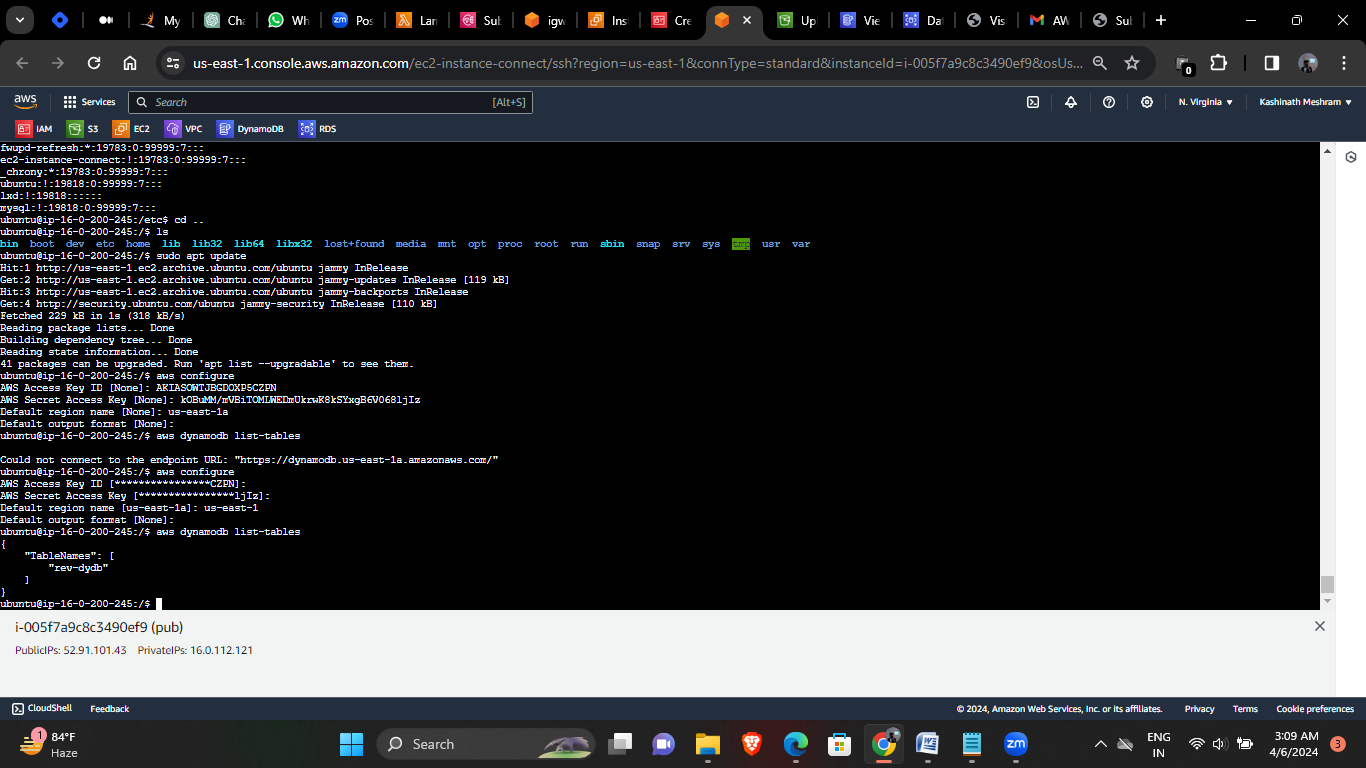 My
Cha
Wh
zm Pos
Lan
Sul
igw
Inst
Cre
Up
Vie
Dat
Vis
AW
Sul
us-east-1.console.aws.amazon.com/ec2-instance-connect/ssh?region=us-east-1&connType=standard&instanceId=i-005f7a9c8c3490ef9&osUs...
0
aws Services Search [Alt+S] N. Virginia Kashinath Meshram
IAM S3 EC2 VPC DynamoDB RDS
fwupd-refresh:*:19783:0:99999:7:::
ec2-instance-connect:!:19783:0:99999:7:::
_chrony:*:19783:0:99999:7:::
ubuntu:!:19818:0:99999:7:::
lxd:!:19818::::::
mysql:!:19818:0:99999:7:::
ubuntu@ip-16-0-200-245:/etc$ cd ..
ubuntu@ip-16-0-200-245:/$ ls
bin boot dev etc home lib lib32 lib64 libx32 lost+found media mnt opt proc root run sbin snap srv sys tmp usr var
ubuntu@ip-16-0-200-245:/$ sudo apt update
Hit:1 http://us-east-1.ec2.archive.ubuntu.com/ubuntu jammy InRelease
Get:2 http://us-east-1.ec2.archive.ubuntu.com/ubuntu jammy-updates InRelease [119 kB]
Hit:3 http://us-east-1.ec2.archive.ubuntu.com/ubuntu jammy-backports InRelease
Get:4 http://security.ubuntu.com/ubuntu jammy-security InRelease [110 kB]
Fetched 229 kB in 1s (318 kB/s)
Reading package lists... Done
Building dependency tree... Done
Reading state information... Done
41 packages can be upgraded. Run 'apt list --upgradable' to see them.
ubuntu@ip-16-0-200-245:/$ aws configure
AWS Access Key ID [None]: AKIASOWTJBGDOXP5CZPN
AWS Secret Access Key [None]: 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
Default region name [None]: us-east-1a
Default output format [None]:
ubuntu@ip-16-0-200-245:/$ aws dynamodb list-tables
Could not connect to the endpoint URL: "https://dynamodb.us-east-1a.amazonaws.com/"
ubuntu@ip-16-0-200-245:/$ aws configure
AWS Access Key ID [****************CZPN]:
AWS Secret Access Key [****************ljIz]:
Default region name [us-east-1a]: us-east-1
Default output format [None]:
ubuntu@ip-16-0-200-245:/$ aws dynamodb list-tables
{
"TableNames": [
"rev-dydb"
]
}
ubuntu@ip-16-0-200-245:/$
i-005f7a9c8c3490ef9 (pub)
PublicIPs: 52.91.101.43 PrivateIPs: 16.0.112.121
CloudShell Feedback © 2024, Amazon Web Services, Inc. or its affiliates. Privacy Terms Cookie preferences
1
84°F
Haze
Search
zm
ENG
IN
3:09 AM
4/6/2024
3